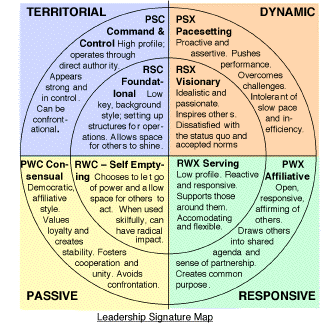 TERRITORIAL
DYNAMIC
PSC
Command &
Control High profile;
operates through
direct authority.
Appears
strong and
in control.
Can be
confront-
ational.
RSC
Foundat-
ional Low
key, background
style; setting up
structures for oper-
ations. Allows space
for others to shine.
PSX
Pacesetting
Proactive and
assertive. Pushes
performance.
Overcomes
challenges.
Intolerant of
slow pace
and in-
efficiency.
RSX
Visionary
Idealistic and
passionate.
Inspires others.
Dissatisfied with
the status quo and
accepted norms
PWC Con-
sensual
Democratic,
affiliative
style.
Values
loyalty and
creates
stability. Fosters
cooperation and
unity. Avoids
confrontation.
RWC – Self Empty-
ing Chooses to let go
of power and allow
space for others to
act. When used
skilfully, can have
radical impact.
RWX Serving
Low profile. Reactive
and responsive.
Supports those
around them.
Accomodating
and flexible.
PWX
Affiliative
Open,
responsive,
affirming of
others.
Draws others
into shared
agenda and
sense of partnership.
Creates common
purpose.
PASSIVE
RESPONSIVE
Leadership Signature Map